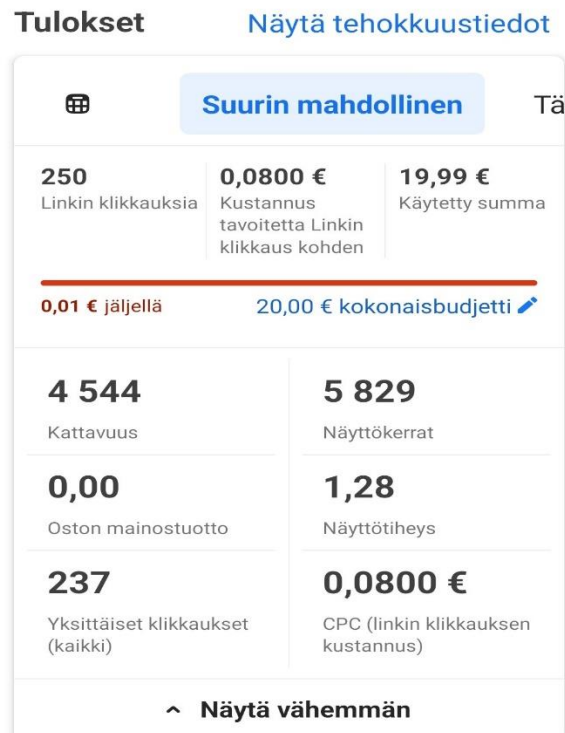 Tulokset Näytä tehokkuustiedot
Suurin mahdollinen Tä
250 0,0800 € 19,99 €
Linkin klikkauksia Kustannus Käytetty summa
tavoitetta Linkin
klikkaus kohden
0,01 € jäljellä 20,00 € kokonaisbudjetti
4 544 5 829
Kattavuus Näyttökerrat
0,00 1,28
Oston mainostuotto Näyttötiheys
237 0,0800 €
Yksittäiset klikkaukset CPC (linkin klikkauksen
(kaikki) kustannus)
Näytä vähemmän